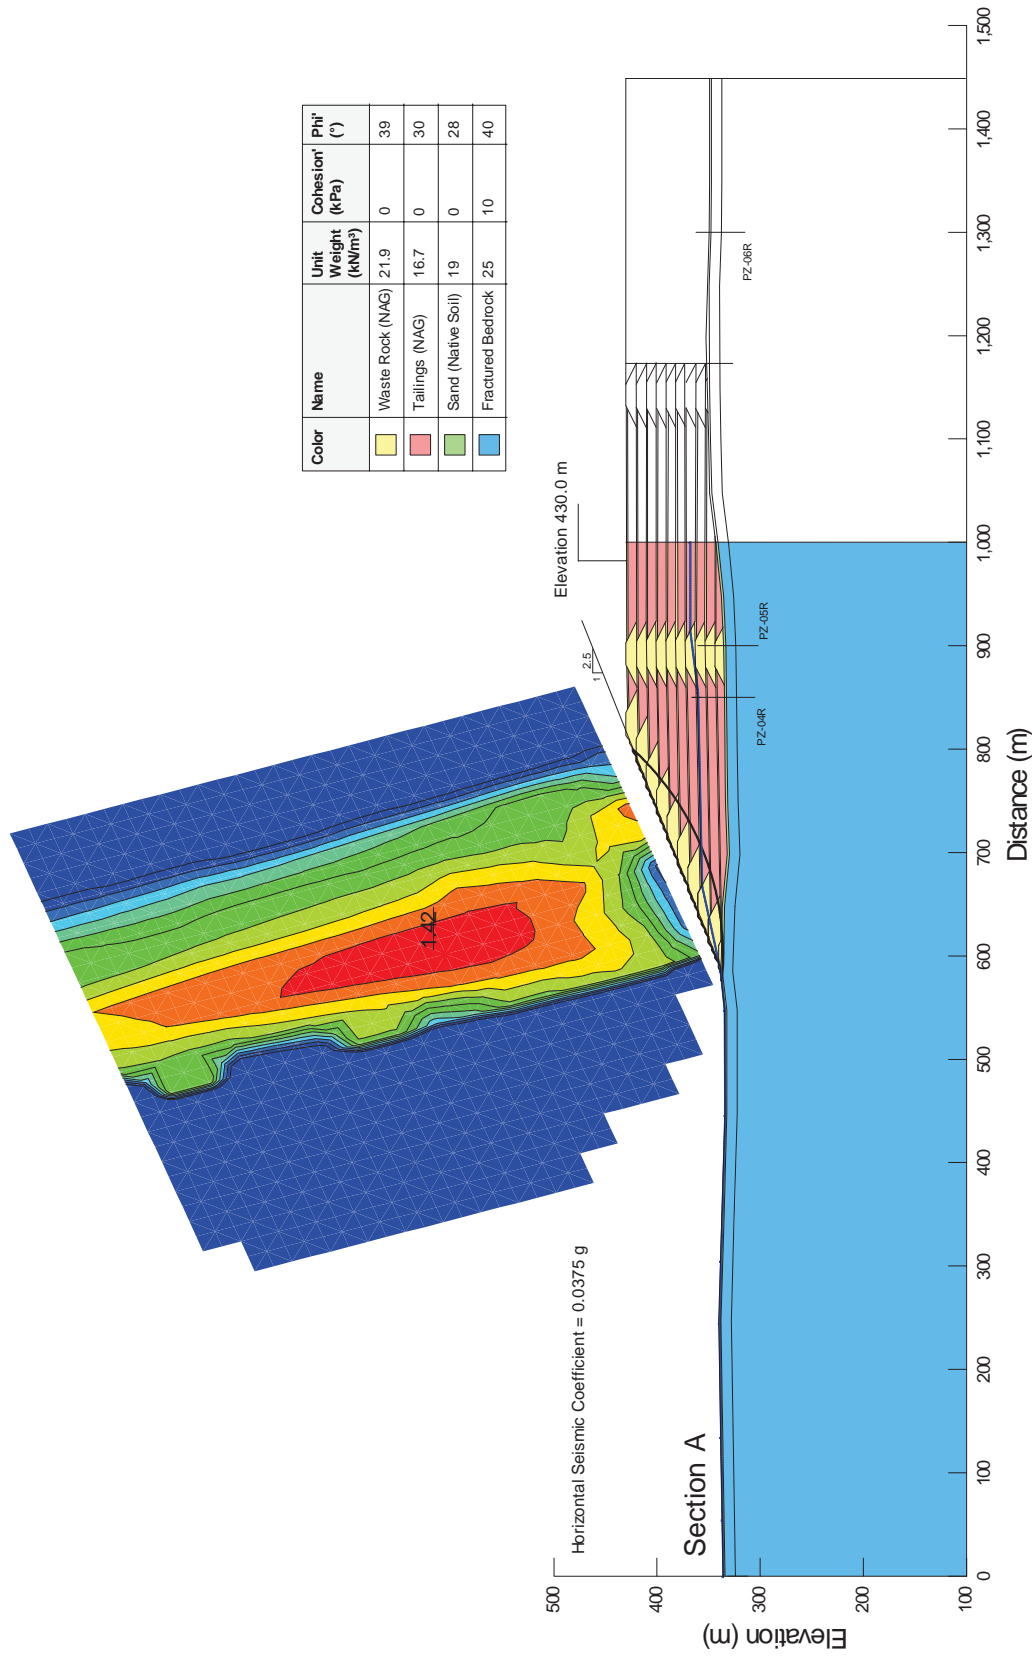 Color Name Unit Weight (kN/m³) Cohesion' (kPa) Phi' (°)
Waste Rock (NAG) 21.9 0 39
Tailings (NAG) 16.7 0 30
Sand (Native Soil) 19 0 28
Fractured Bedrock 25 10 40
1.42
Elevation 430.0 m
2.5
1
Horizontal Seismic Coefficient = 0.0375 g
Section A
PZ-04R
PZ-05R
PZ-06R
Elevation (m)
500
400
300
200
100
0 100 200 300 400 500 600 700 800 900 1,000 1,100 1,200 1,300 1,400 1,500
Distance (m)